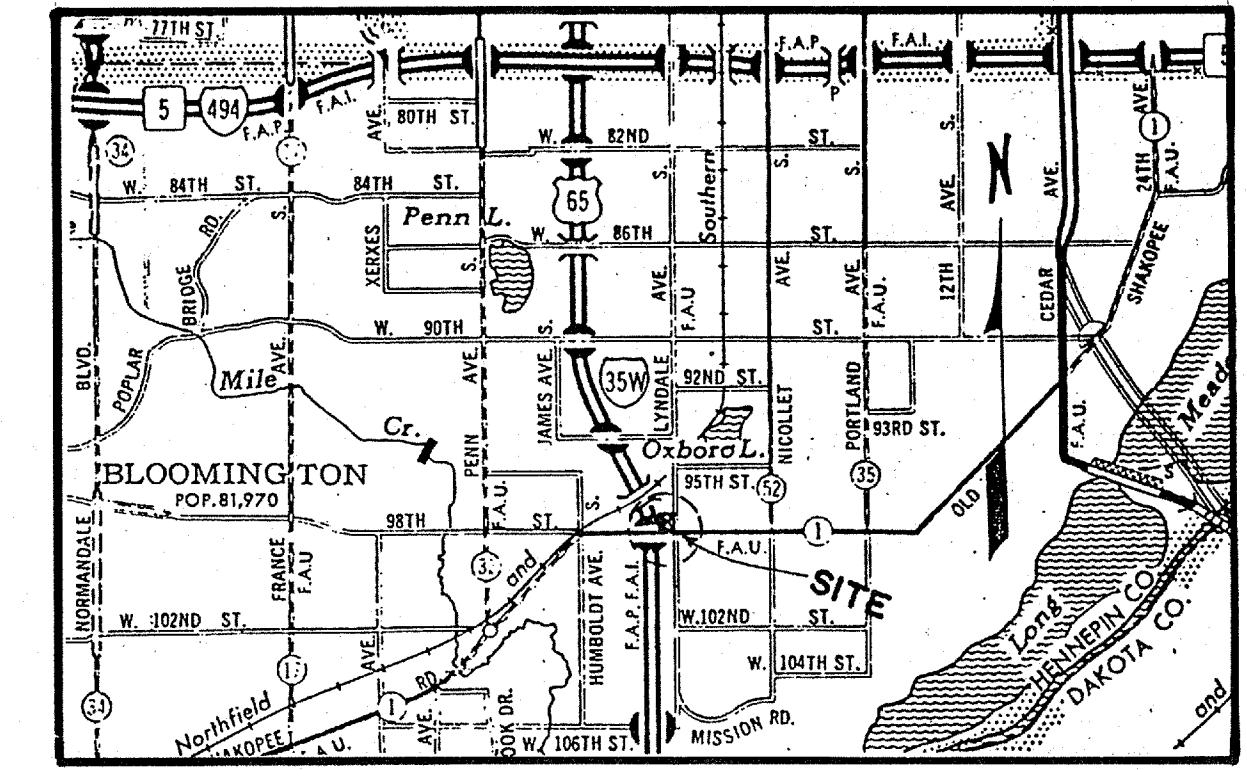 77TH ST.
F.A.P.
F.A.I.
5
5
494
F.A.P.
F.A.I.
P
AVE.
80TH ST.
34
W. 82ND ST.
S.
S.
S.
1
24TH AVE.
F.A.U.
N
W. 84TH ST.
84TH ST.
65
Southern
AVE.
AVE.
Penn L.
RD.
S.
W. 86TH ST.
XERXES
S.
AVE.
AVE.
AVE.
12TH
CEDAR
SHAKOPEE
BRIDGE
F.A.U
F.A.U.
W. 90TH ST.
S.
BLVD.
POPLAR
AVE.
AVE.
JAMES AVE.
35W
LYNDALE
92ND ST.
NICOLLET
PORTLAND
93RD ST.
F.A.U.
Mile
Cr.
Oxboro L.
PENN
BLOOMINGTON
POP. 81,970
95TH ST.
52
35
S
OLD
98TH ST.
F.A.U.
S.
F.A.U.
1
SITE
NORMANDALE
FRANCE
F.A.U
and
HUMBOLDT AVE.
F.A.P. F.A.I.
W. 102ND ST.
W. 102ND ST.
W. 104TH ST.
Long
HENNEPIN CO.
DAKOTA CO.
AVE.
RD.
34
1
Northfield
AVE.
OOK DR.
W. 106TH ST.
MISSION RD.
and